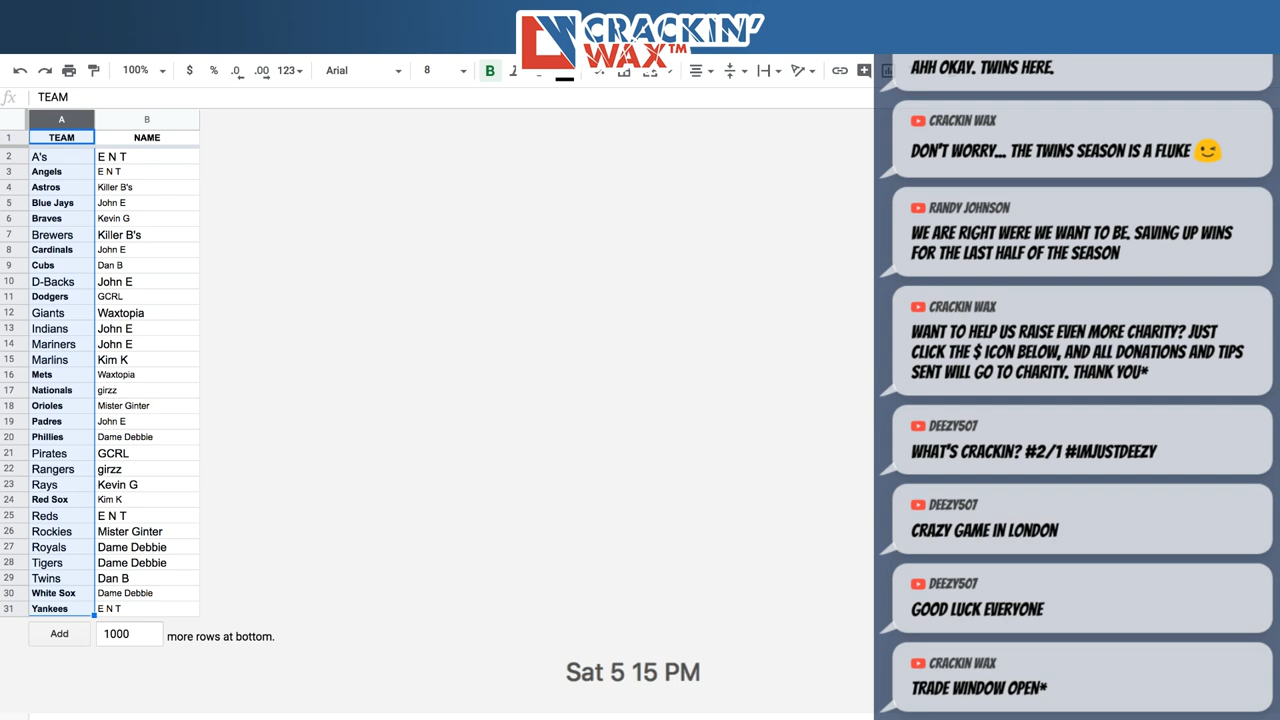 CRACKIN'
WAX™
100%
$ % .0 .00 123
Arial
8
B
fx TEAM
A B
1 TEAM NAME
2 A's E N T
3 Angels E N T
4 Astros Killer B's
5 Blue Jays John E
6 Braves Kevin G
7 Brewers Killer B's
8 Cardinals John E
9 Cubs Dan B
10 D-Backs John E
11 Dodgers GCRL
12 Giants Waxtopia
13 Indians John E
14 Mariners John E
15 Marlins Kim K
16 Mets Waxtopia
17 Nationals girzz
18 Orioles Mister Ginter
19 Padres John E
20 Phillies Dame Debbie
21 Pirates GCRL
22 Rangers girzz
23 Rays Kevin G
24 Red Sox Kim K
25 Reds E N T
26 Rockies Mister Ginter
27 Royals Dame Debbie
28 Tigers Dame Debbie
29 Twins Dan B
30 White Sox Dame Debbie
31 Yankees E N T
Add 1000 more rows at bottom.
Sat 5 15 PM
AHH OKAY. TWINS HERE.
CRACKIN WAX
DON'T WORRY... THE TWINS SEASON IS A FLUKE 😉
RANDY JOHNSON
WE ARE RIGHT WERE WE WANT TO BE. SAVING UP WINS
FOR THE LAST HALF OF THE SEASON
CRACKIN WAX
WANT TO HELP US RAISE EVEN MORE CHARITY? JUST
CLICK THE $ ICON BELOW, AND ALL DONATIONS AND TIPS
SENT WILL GO TO CHARITY. THANK YOU*
DEEZY507
WHAT'S CRACKIN? #2/1 #IMJUSTDEEZY
DEEZY507
CRAZY GAME IN LONDON
DEEZY507
GOOD LUCK EVERYONE
CRACKIN WAX
TRADE WINDOW OPEN*